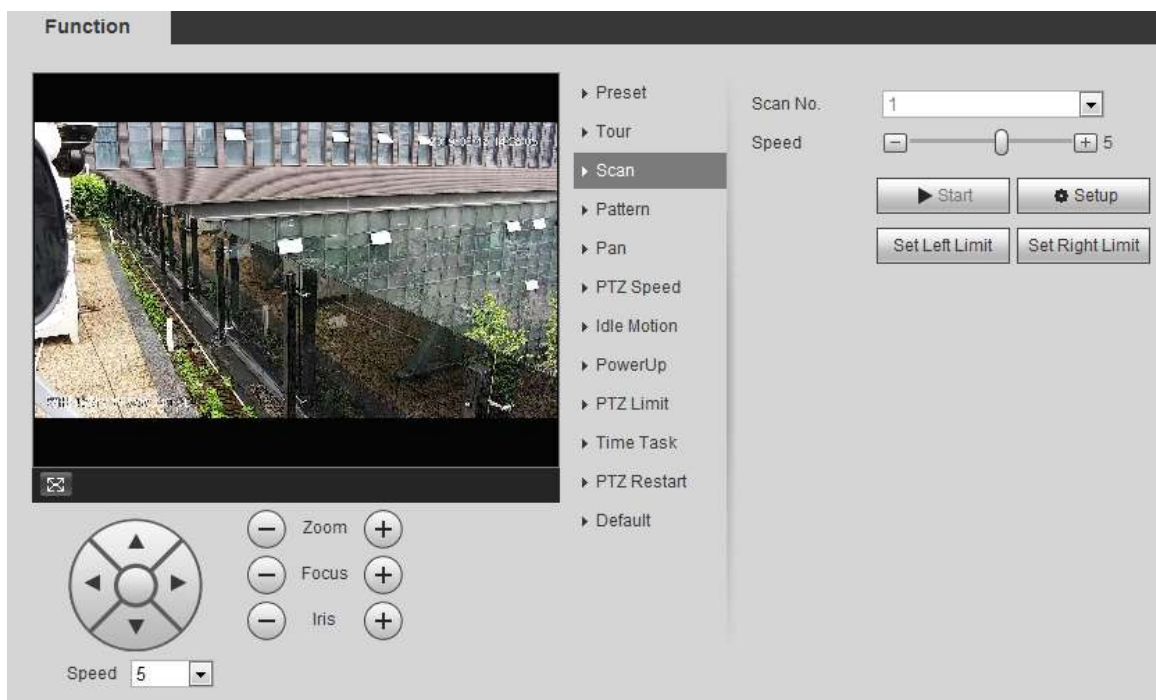 Function
Preset
Tour
Scan
Pattern
Pan
PTZ Speed
Idle Motion
PowerUp
PTZ Limit
Time Task
PTZ Restart
Default
Scan No. 1
Speed 5
Start Setup
Set Left Limit Set Right Limit
Zoom
Focus
Iris
Speed 5